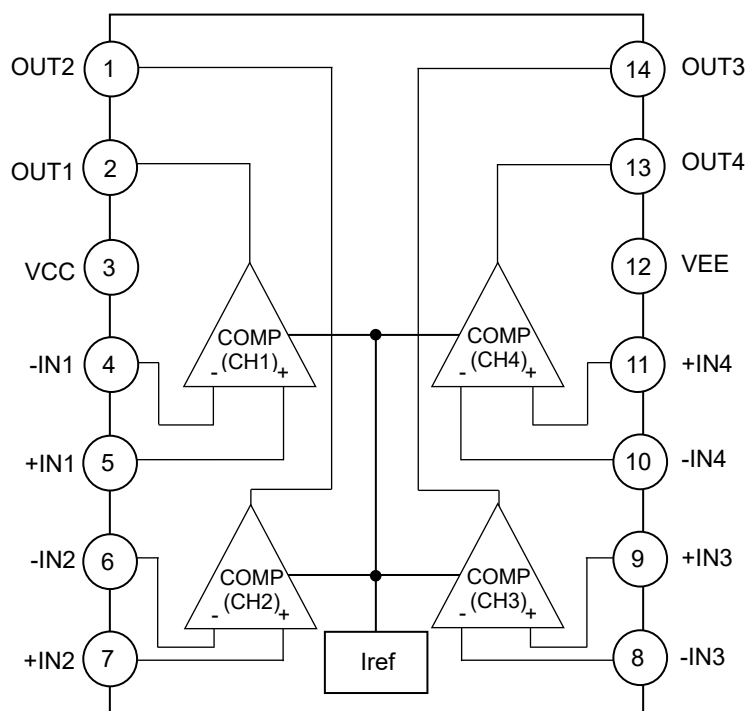 OUT2 1
14 OUT3
OUT1 2
13 OUT4
VCC 3
12 VEE
-IN1 4
COMP
(CH1)
- +
COMP
(CH4)
- +
11 +IN4
+IN1 5
10 -IN4
-IN2 6
COMP
(CH2)
- +
COMP
(CH3)
- +
9 +IN3
+IN2 7
Iref
8 -IN3